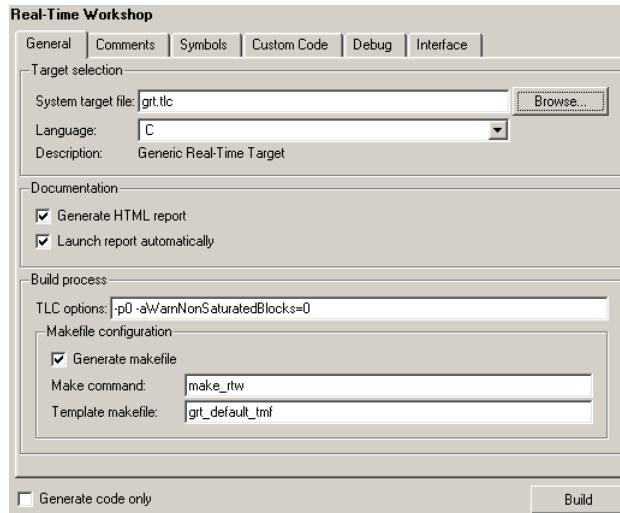 Real-Time Workshop
General Comments Symbols Custom Code Debug Interface
Target selection
System target file: grt.tlc Browse...
Language: C
Description: Generic Real-Time Target
Documentation
Generate HTML report
Launch report automatically
Build process
TLC options: -p0 -aWarnNonSaturatedBlocks=0
Makefile configuration
Generate makefile
Make command: make_rtw
Template makefile: grt_default_tmf
Generate code only Build